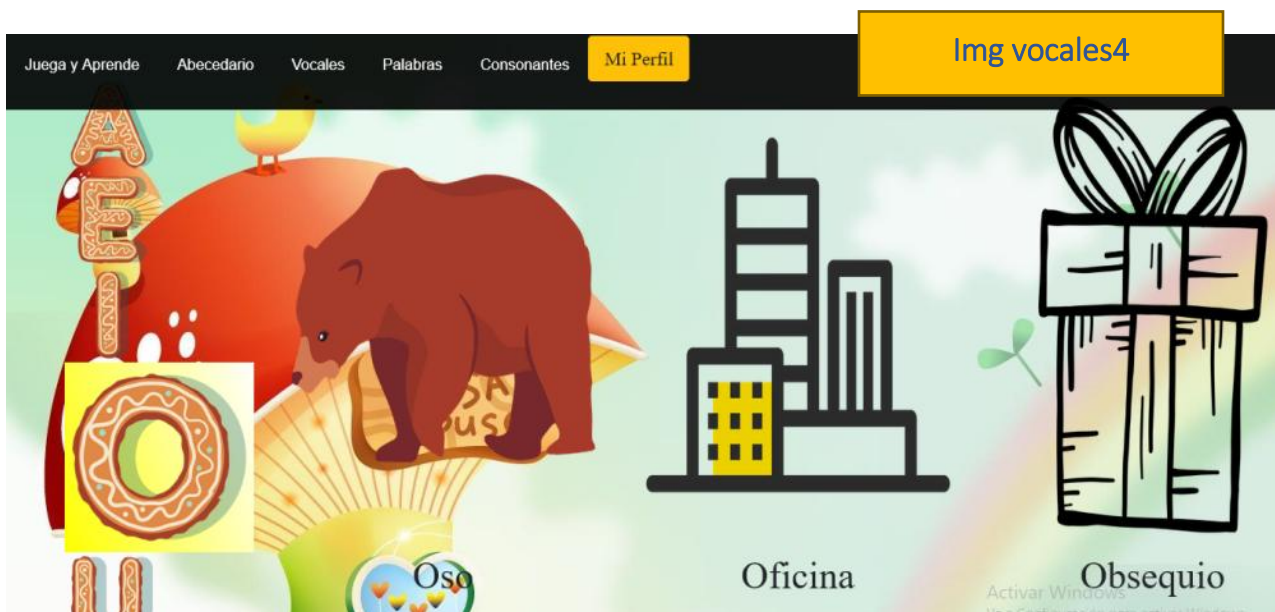 Img vocales4
Juega y Aprende Abecedario Vocales Palabras Consonantes Mi Perfil
A
E
I
O
U
Oso Oficina Obsequio
Activar Windows